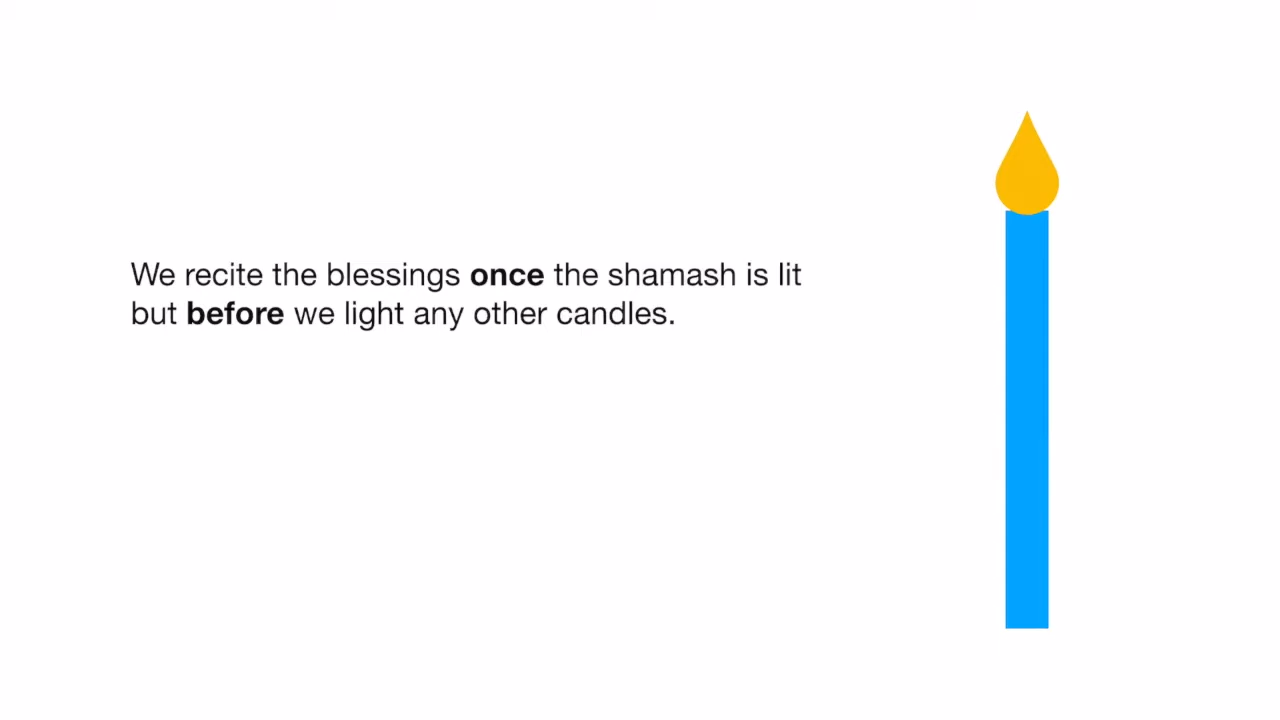 We recite the blessings once the shamash is lit
but before we light any other candles.